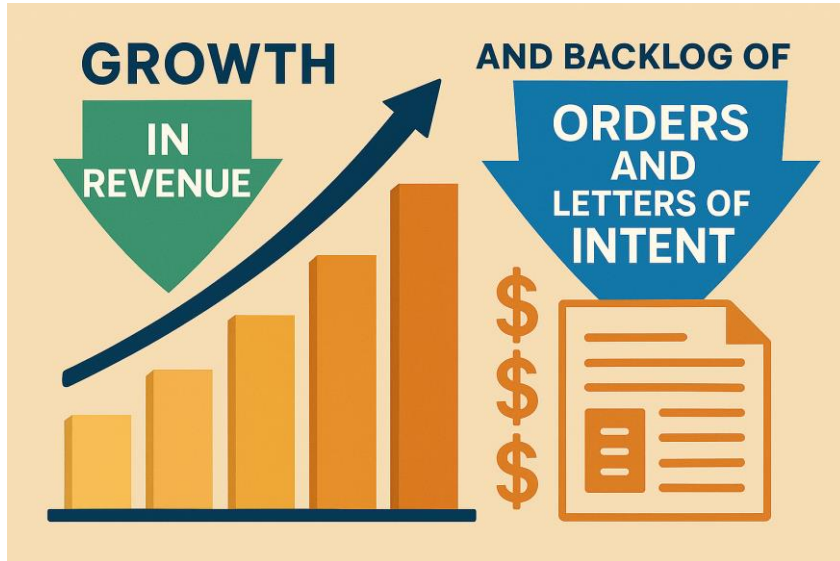 GROWTH
IN
REVENUE
AND BACKLOG OF
ORDERS
AND
LETTERS OF
INTENT
$
$
$